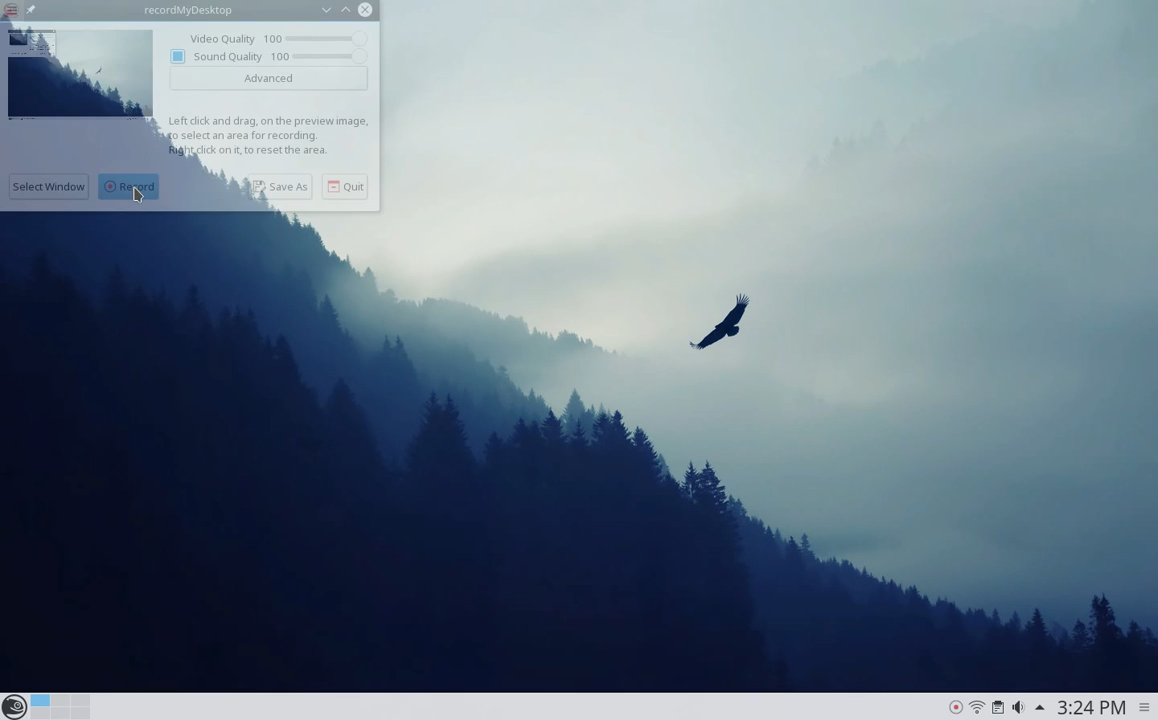 recordMyDesktop
Video Quality 100
Sound Quality 100
Advanced
Left click and drag, on the preview image,
to select an area for recording.
Right click on it, to reset the area.
Select Window
Record
Save As
Quit
3:24 PM